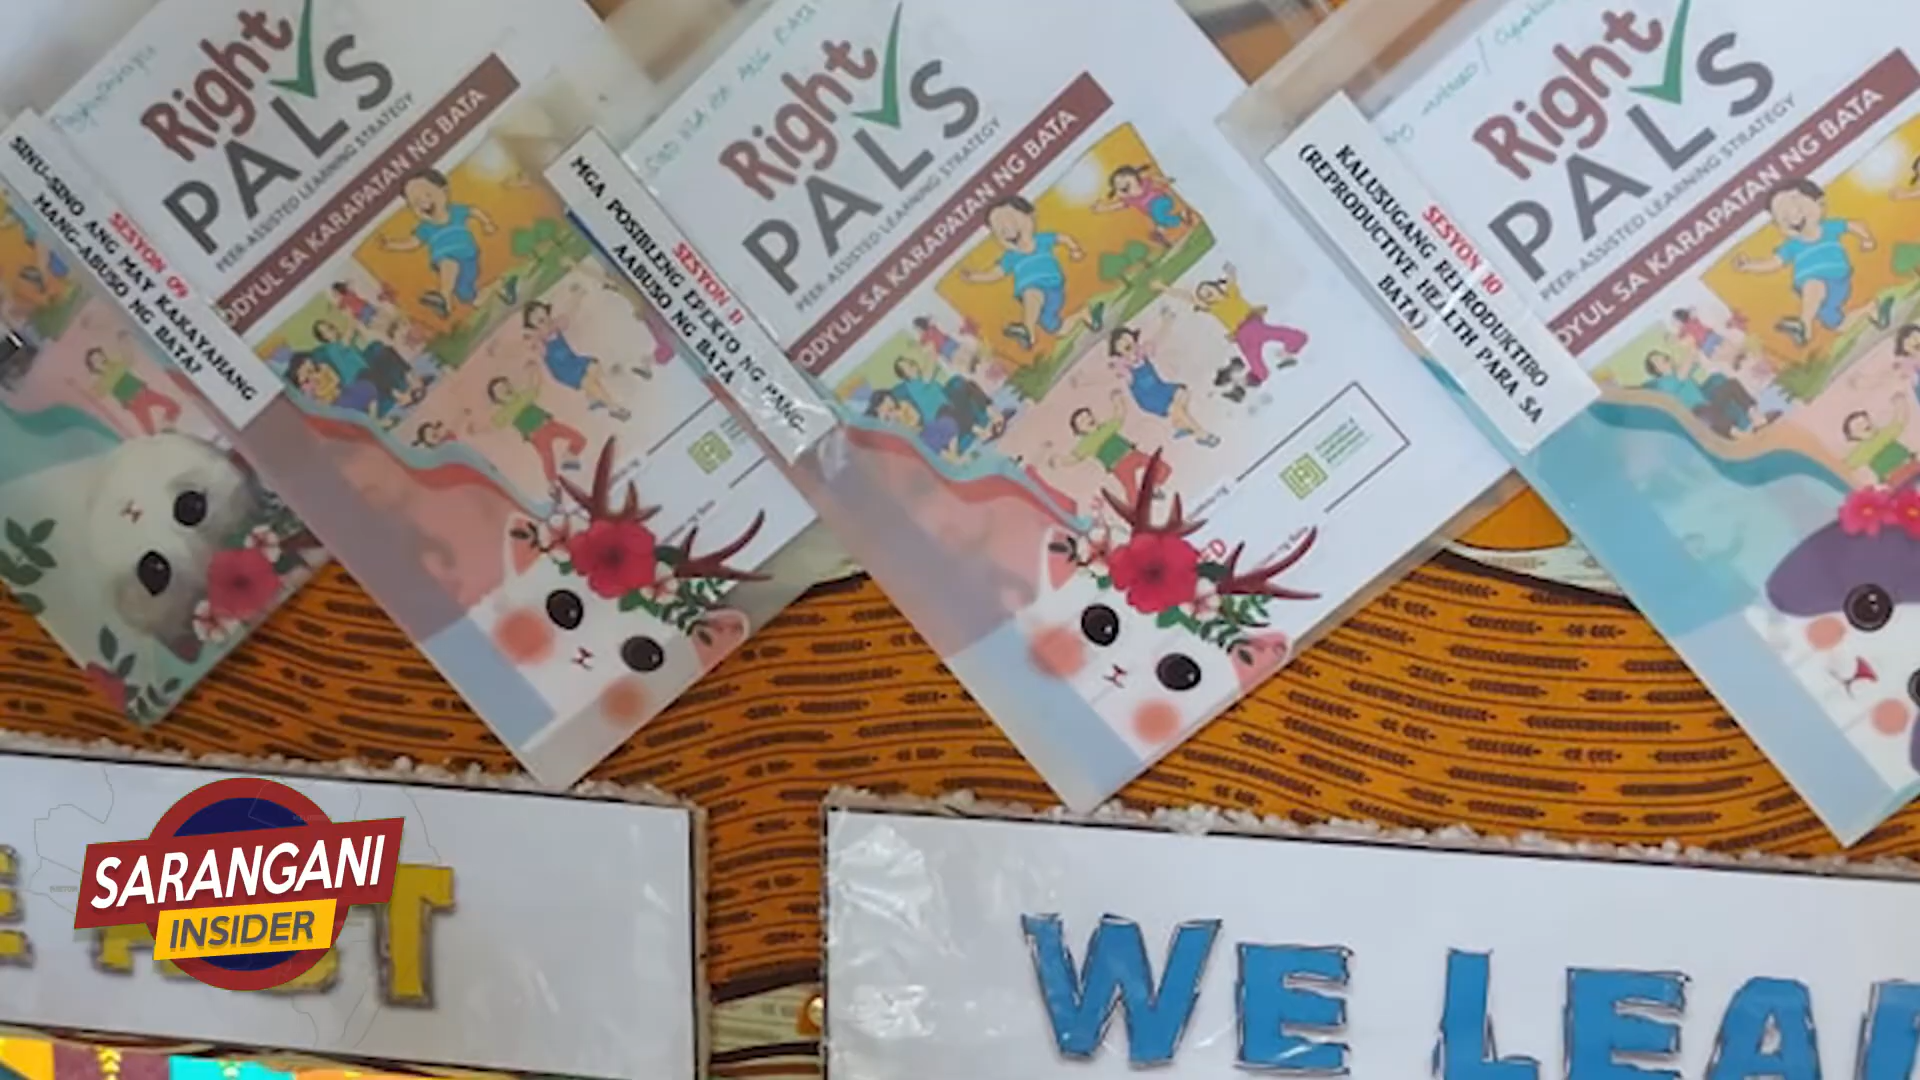 Right
PALS
PEER-ASSISTED LEARNING STRATEGY
ODYUL SA KARAPATAN NG BATA
SESYON 09
SINU-SINO ANG MAY KAKAYAHANG
MANG-ABUSO NG BATA?
Right
PALS
PEER-ASSISTED LEARNING STRATEGY
ODYUL SA KARAPATAN NG BATA
SESYON 11
MGA POSIBLENG EPEKTO NG PANG-
AABUSO NG BATA
Right
PALS
PEER-ASSISTED LEARNING STRATEGY
DYUL SA KARAPATAN NG BATA
SESYON 10
KALUSUGANG REPRODUKTIBO
(REPRODUCTIVE HEALTH PARA SA
BATA)
SARANGANI
INSIDER
WE LEA